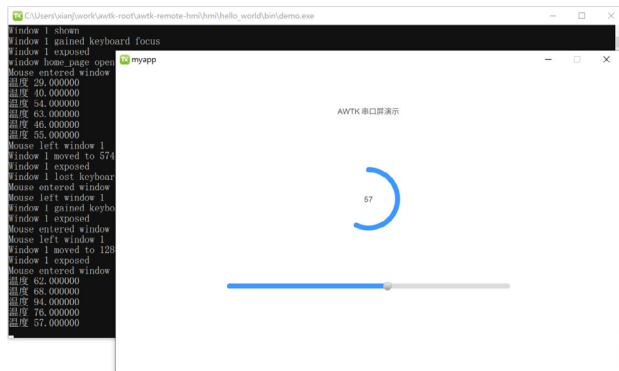 C:\Users\xianj\work\awtk-root\awtk-remote-hmi\hmi\hello_world\bin\demo.exe
Window 1 shown
Window 1 gained keyboard focus
Window 1 exposed
window home_page open
Mouse entered window
温度 29.000000
温度 40.000000
温度 54.000000
温度 63.000000
温度 46.000000
温度 55.000000
Mouse left window 1
Window 1 moved to 574
Window 1 exposed
Window 1 lost keyboar
Mouse entered window
Mouse left window 1
Window 1 gained keybo
Window 1 exposed
Mouse entered window
Mouse left window 1
Window 1 moved to 128
Window 1 exposed
Mouse entered window
温度 62.000000
温度 68.000000
温度 94.000000
温度 76.000000
温度 57.000000
myapp
AWTK 串口屏演示
57